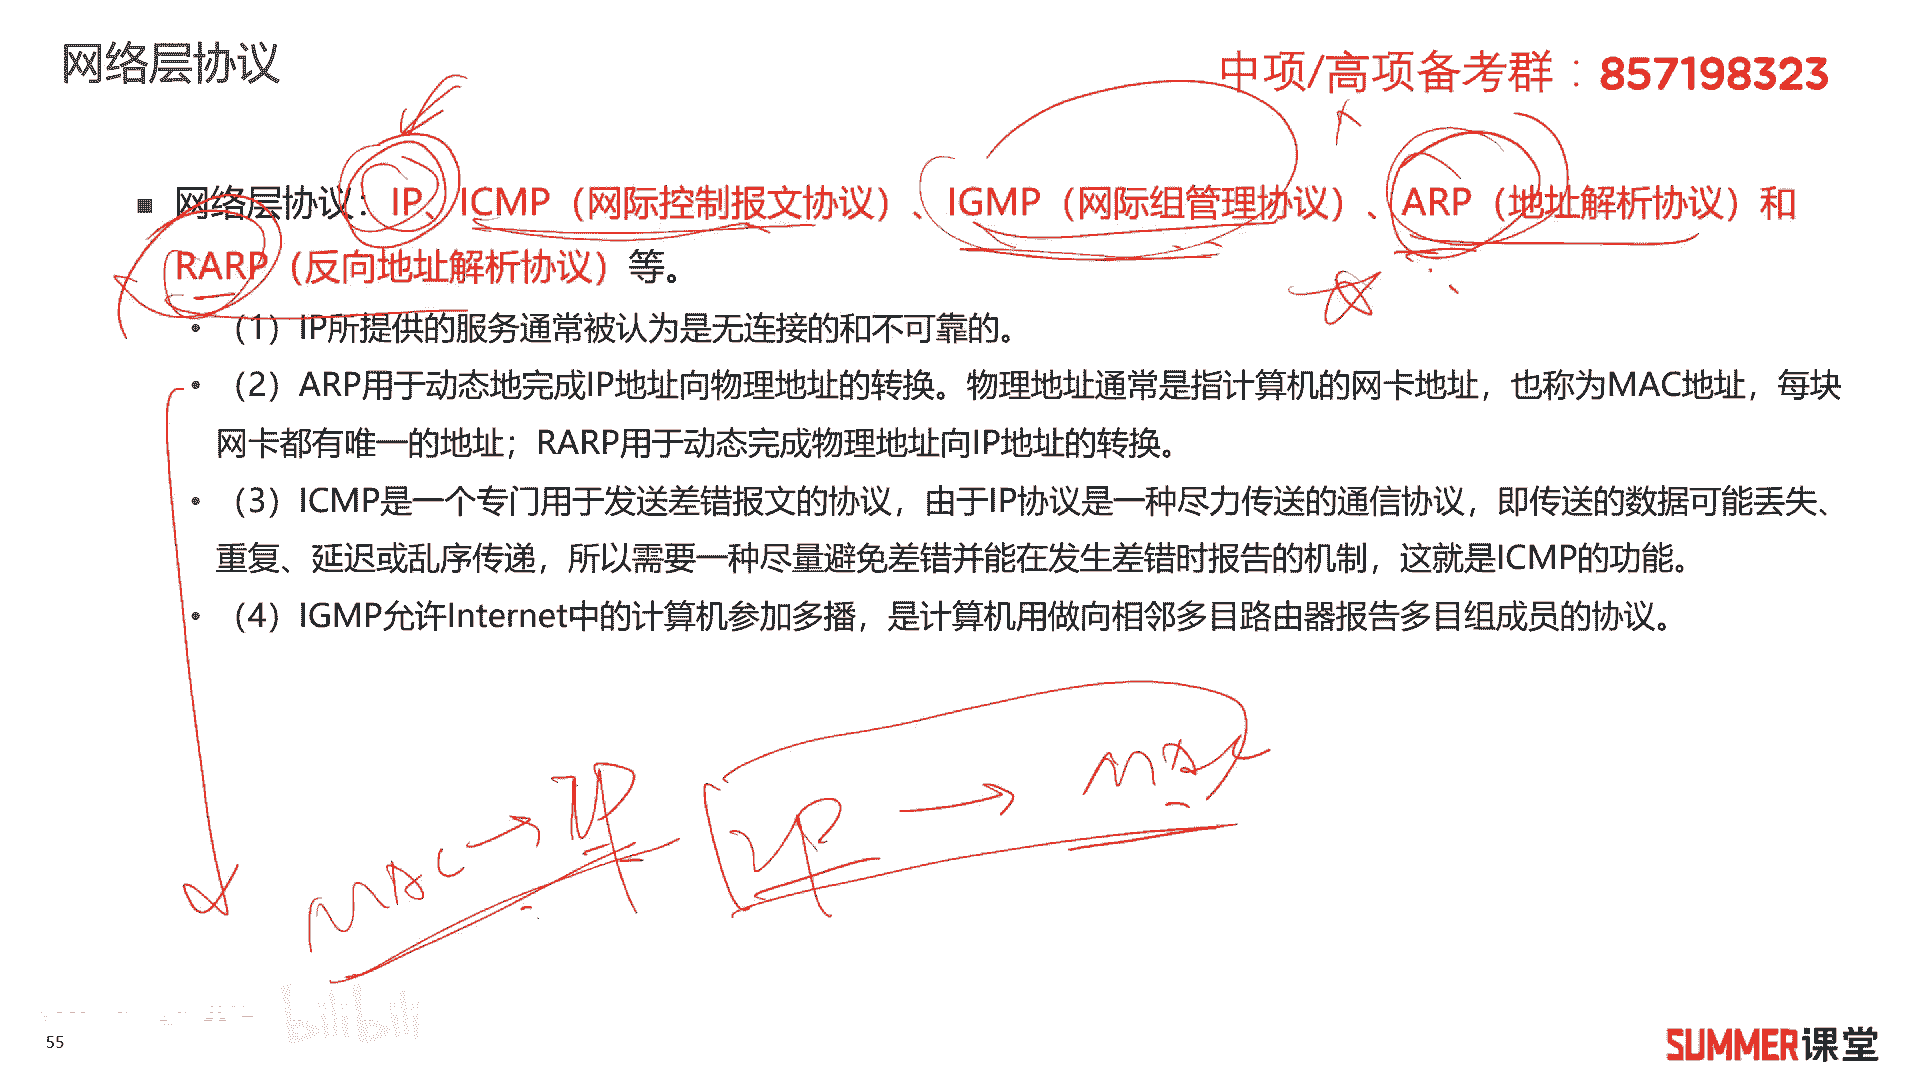 网络层协议
中项/高项备考群：857198323
■ 网络层协议：IP、ICMP（网际控制报文协议）、IGMP（网际组管理协议）、ARP（地址解析协议）和
RARP（反向地址解析协议）等。
• （1）IP所提供的服务通常被认为是无连接的和不可靠的。
• （2）ARP用于动态地完成IP地址向物理地址的转换。物理地址通常是指计算机的网卡地址，也称为MAC地址，每块
网卡都有唯一的地址；RARP用于动态完成物理地址向IP地址的转换。
• （3）ICMP是一个专门用于发送差错报文的协议，由于IP协议是一种尽力传送的通信协议，即传送的数据可能丢失、
重复、延迟或乱序传递，所以需要一种尽量避免差错并能在发生差错时报告的机制，这就是ICMP的功能。
• （4）IGMP允许Internet中的计算机参加多播，是计算机用做向相邻多目路由器报告多目组成员的协议。
MAC→IP
IP→MAC
bilibili
55
SUMMER课堂